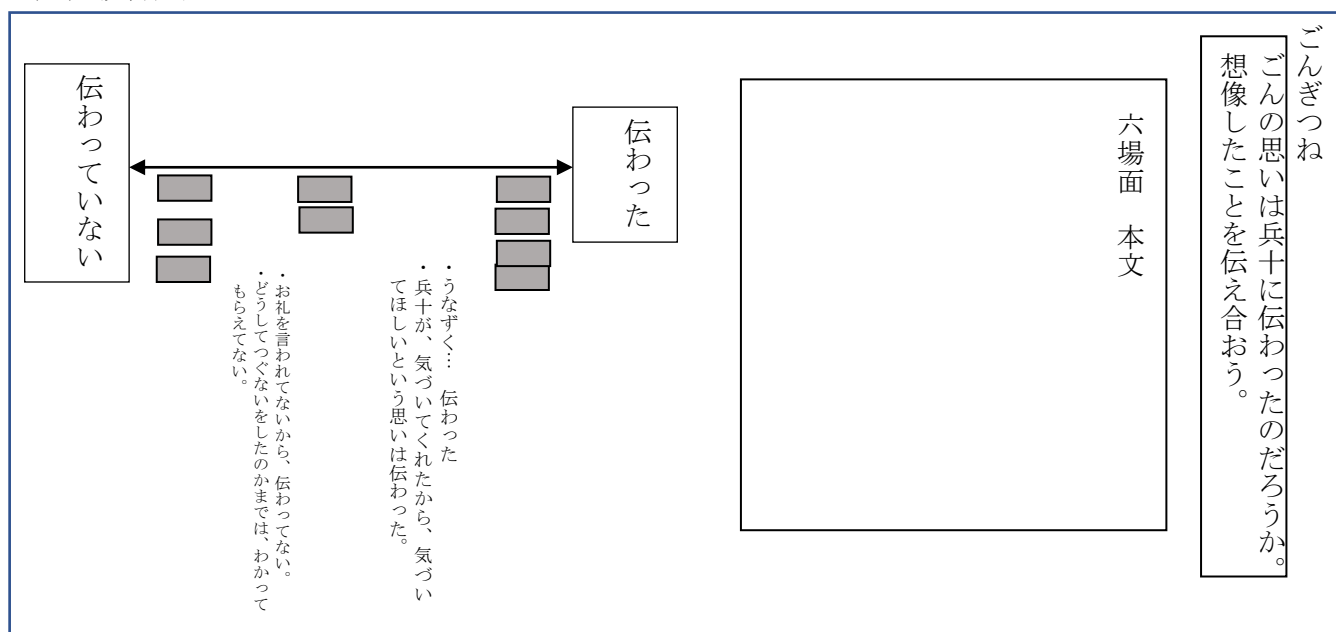 ごんぎつね
ごんの思いは兵十に伝わったのだろうか。
想像したことを伝え合おう。
六場面 本文
伝わった
・うなずく… 伝わった
・兵十が、気づいてくれたから、気づい
てほしいという思いは伝わった。
・お礼を言われてないから、伝わってない。
・どうしてつぐないをしたのかまでは、わかって
もらえてない。
伝わっていない